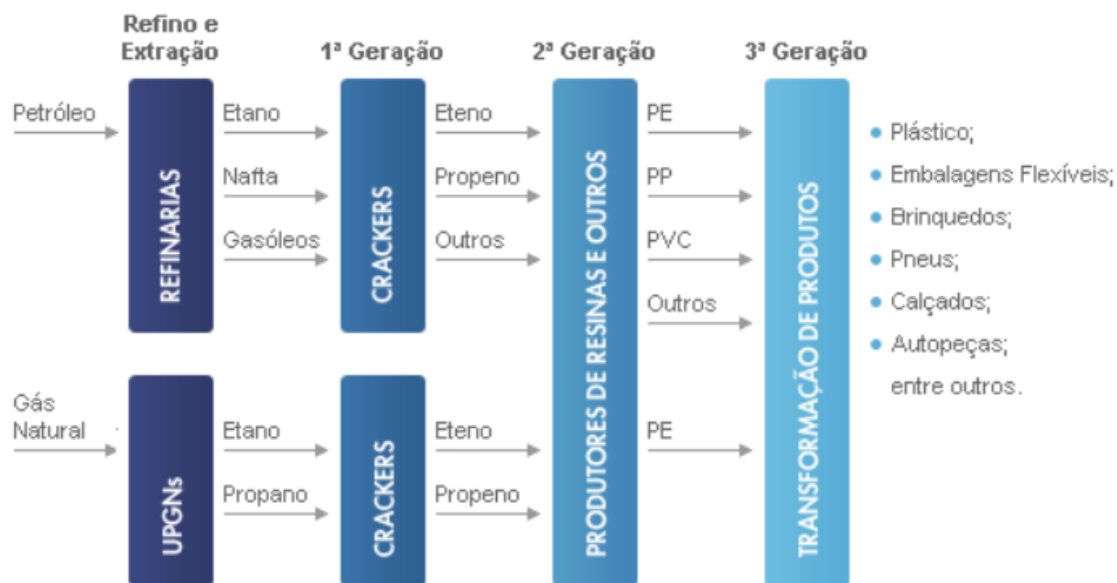 Refino e
Extração
1ª Geração
2ª Geração
3ª Geração
Petróleo
REFINARIAS
Etano
Nafta
Gasóleos
CRACKERS
Eteno
Propeno
Outros
PRODUTORES DE RESINAS E OUTROS
PE
PP
PVC
Outros
TRANSFORMAÇÃO DE PRODUTOS
Plástico;
Embalagens Flexíveis;
Brinquedos;
Pneus;
Calçados;
Autopeças;
entre outros.
Gás
Natural
UPGNs
Etano
Propano
CRACKERS
Eteno
Propeno
PE